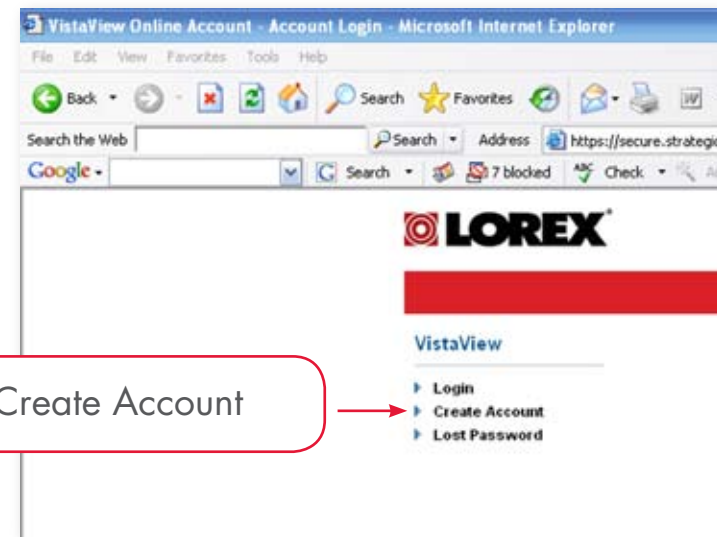 VistaView Online Account - Account Login - Microsoft Internet Explorer
File Edit View Favorites Tools Help
Back Search Favorites
Search the Web Search Address https://secure.strategic
Google Search 7 blocked ABC Check
LOREX
VistaView
Login
Create Account
Create Account
Lost Password